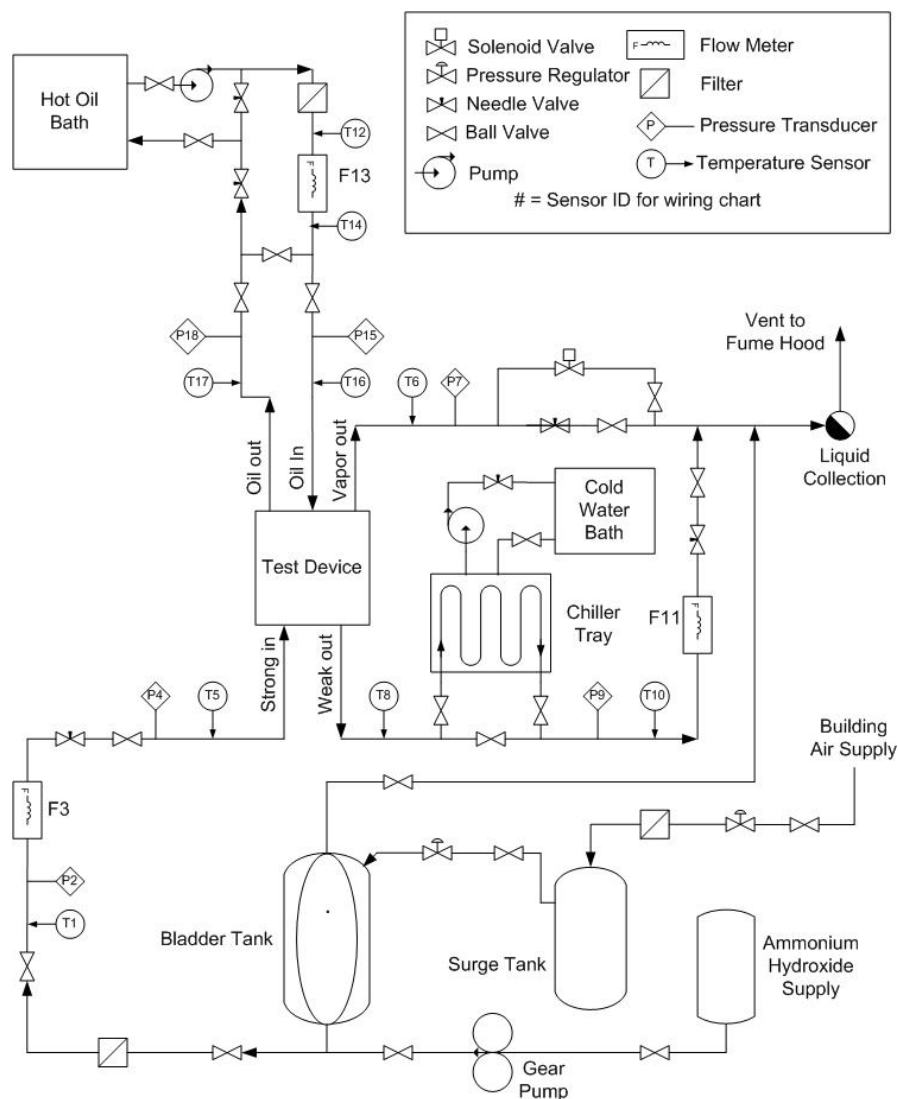 Hot Oil
Bath
T12
F
F13
T14
P18
P15
T17
T16
Oil out
Oil In
Vapor out
Solenoid Valve
Pressure Regulator
Needle Valve
Ball Valve
Pump
F
Flow Meter
Filter
P
Pressure Transducer
T
Temperature Sensor
# = Sensor ID for wiring chart
Vent to
Fume Hood
T6
P7
Liquid
Collection
Cold
Water
Bath
Test Device
Chiller
Tray
F11
F
Strong in
Weak out
P4
T5
T8
P9
T10
F
F3
P2
T1
Building
Air Supply
Bladder Tank
Surge Tank
Ammonium
Hydroxide
Supply
Gear
Pump